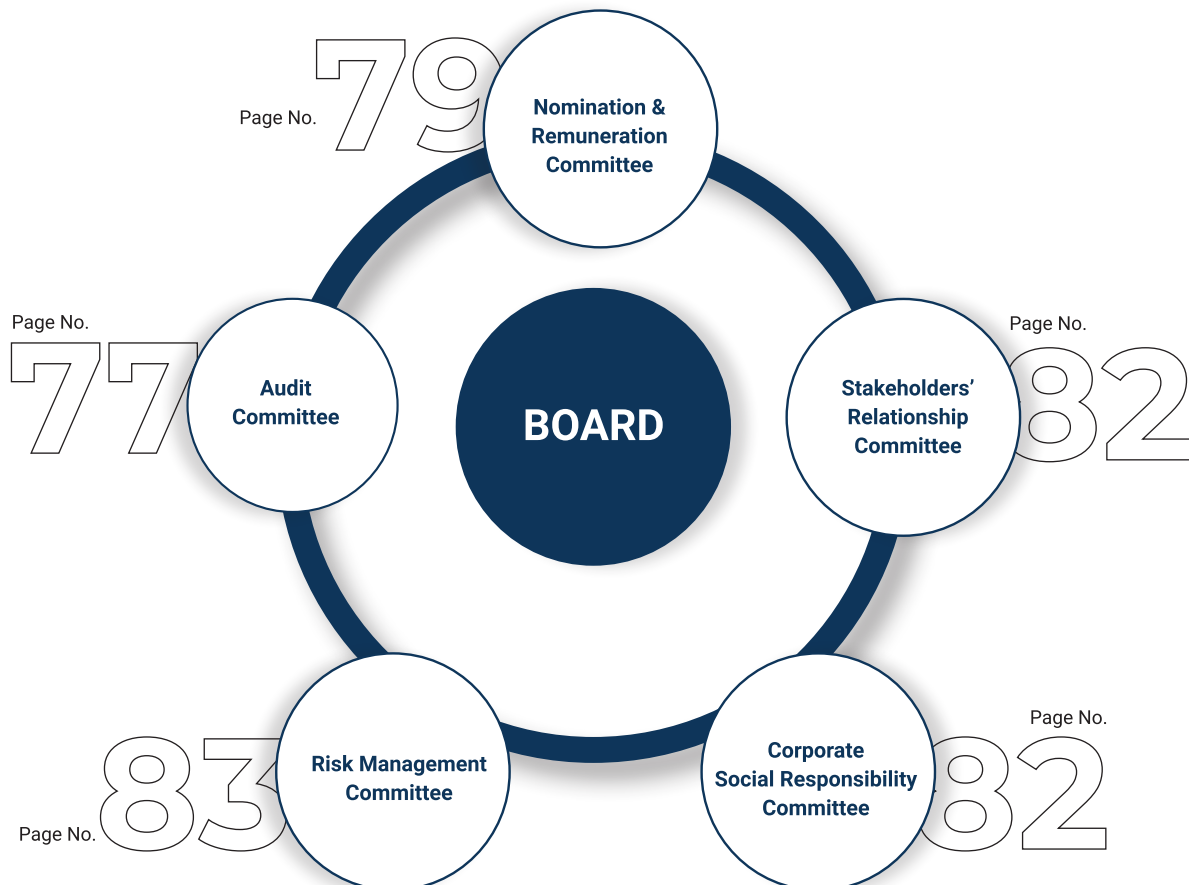 Page No.
79
Nomination &
Remuneration
Committee
Page No.
77
Audit
Committee
BOARD
Stakeholders’
Relationship
Committee
Page No.
82
Page No.
83
Risk Management
Committee
Corporate
Social Responsibility
Committee
Page No.
82